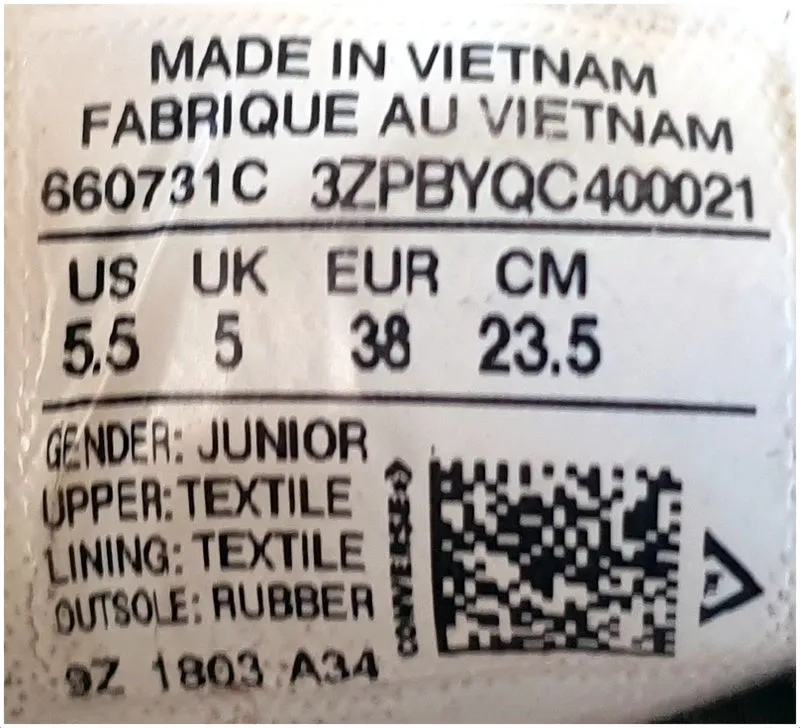 MADE IN VIETNAM
FABRIQUE AU VIETNAM
660731C 3ZPBYQC400021
US UK EUR CM
5.5 5 38 23.5
GENDER: JUNIOR
UPPER: TEXTILE
LINING: TEXTILE
OUTSOLE: RUBBER
9Z 1803 A34
CONVERSE